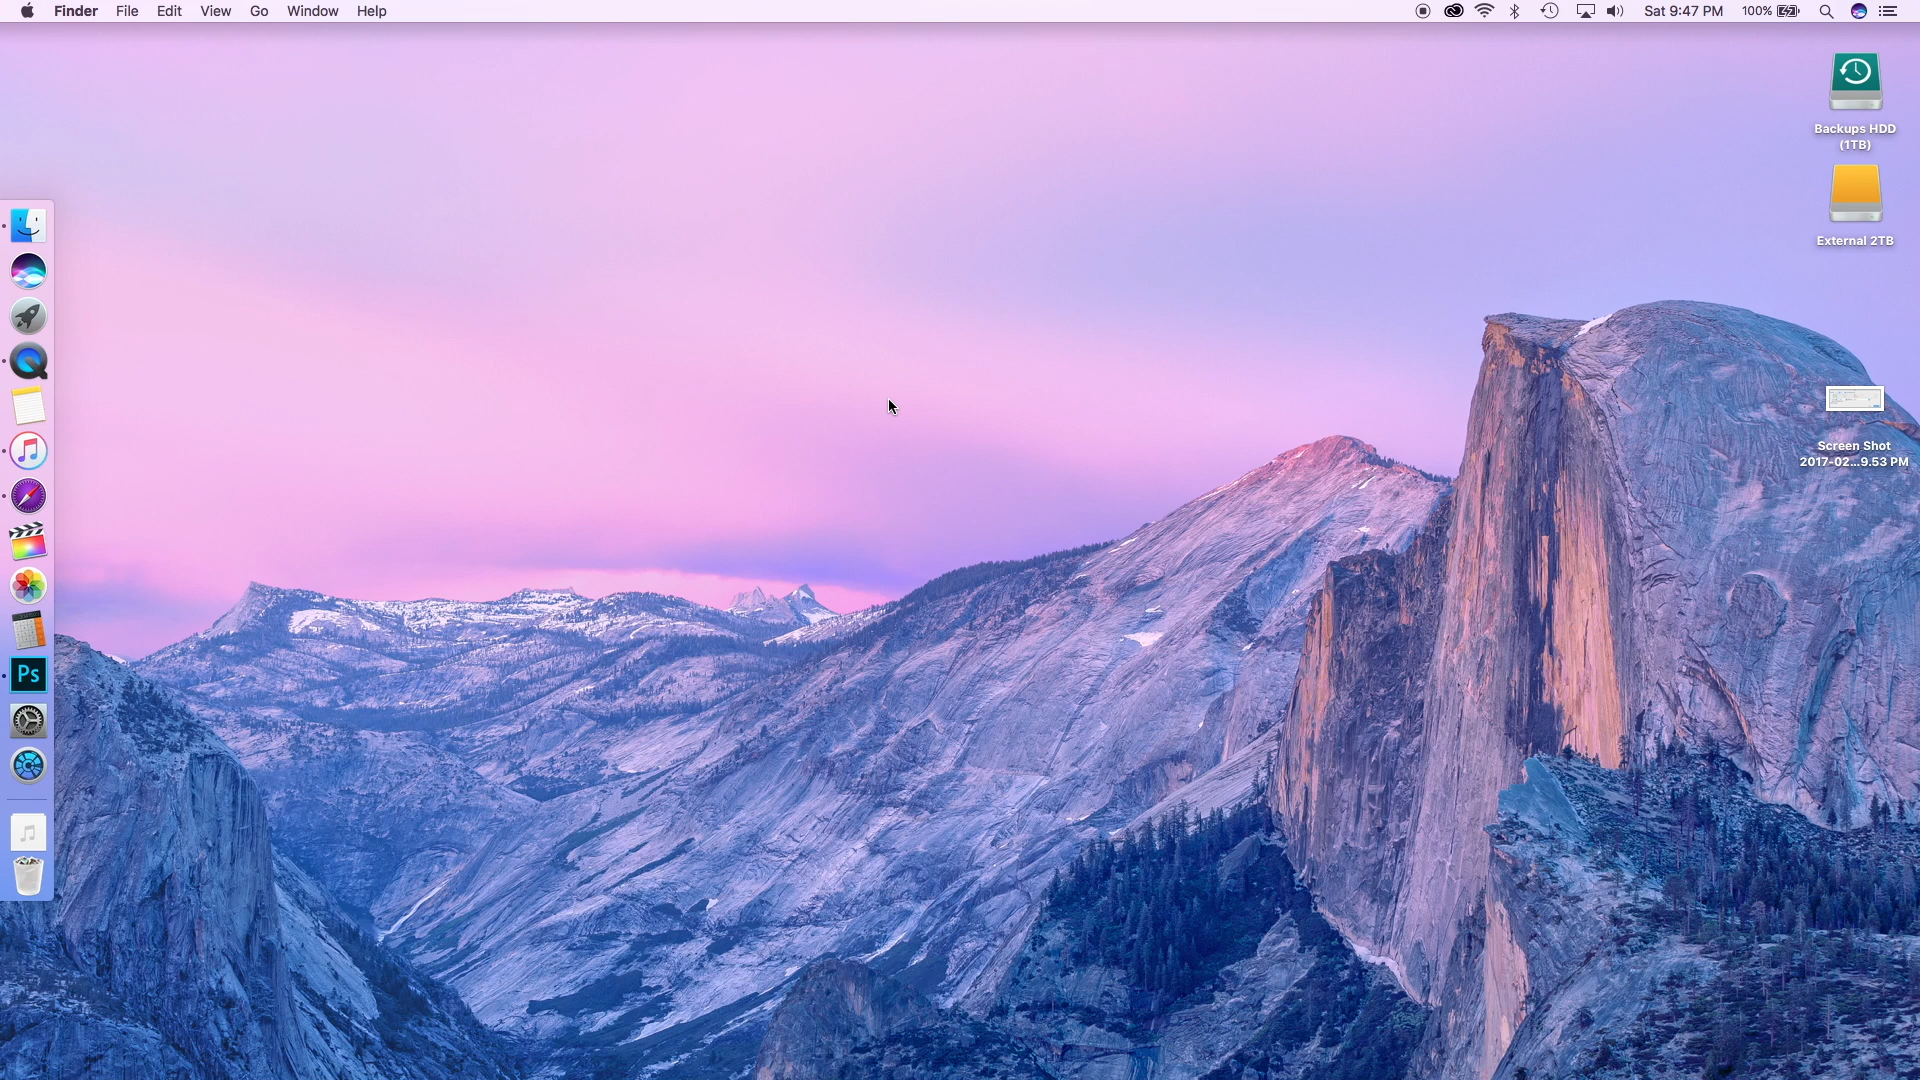 Finder File Edit View Go Window Help Sat 9:47 PM 100%
Backups HDD
(1TB)
External 2TB
Screen Shot
2017-02...9.53 PM
Ps